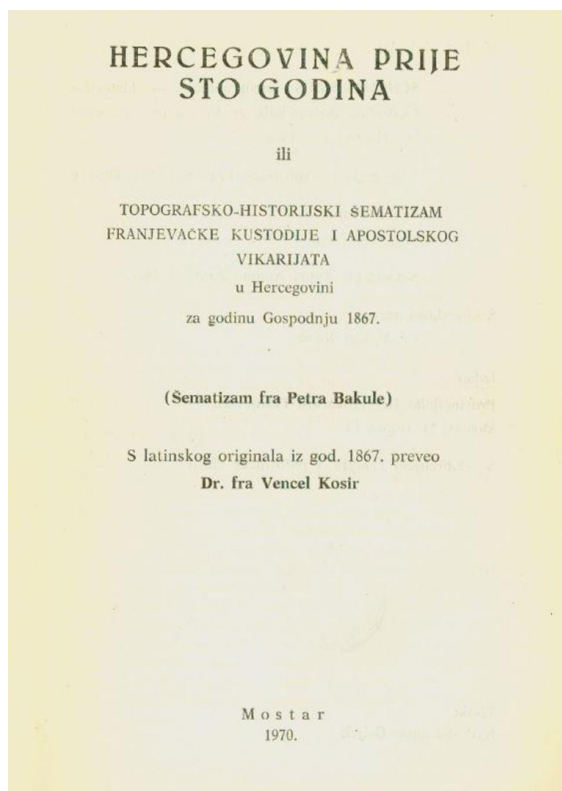 HERCEGOVINA PRIJE
STO GODINA
ili
TOPOGRAFSKO-HISTORIJSKI ŠEMATIZAM
FRANJEVAČKE KUSTODIJE I APOSTOLSKOG
VIKARIJATA
u Hercegovini
za godinu Gospodnju 1867.
(Šematizam fra Petra Bakule)
S latinskog originala iz god. 1867. preveo
Dr. fra Vencel Kosir
Mostar
1970.